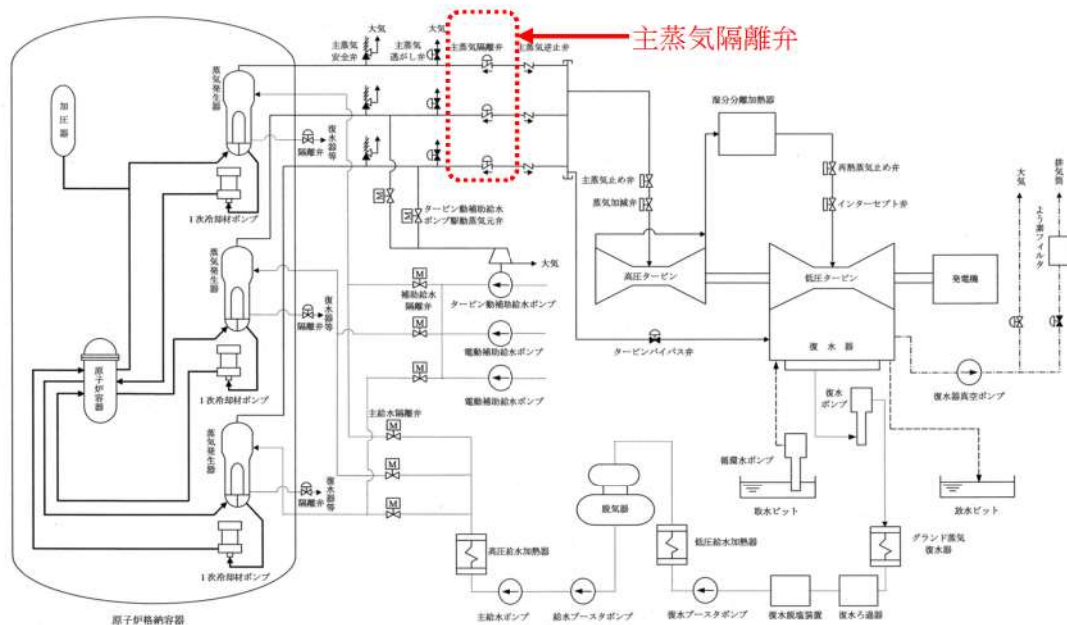 主蒸気隔離弁
大気
大気
主蒸気
安全弁
主蒸気
逃がし弁
主蒸気隔離弁
主蒸気逆止弁
加圧器
蒸気発生器
隔離弁
復水器等
1次冷却材ポンプ
湿分分離加熱器
主蒸気止め弁
蒸気加減弁
再熱蒸気止め弁
インターセプト弁
大気
排気筒
よう素フィルタ
タービン動補助給水
ポンプ駆動蒸気元弁
M
M
大気
高圧タービン
低圧タービン
発電機
蒸気発生器
隔離弁
復水器等
1次冷却材ポンプ
M
補助給水
隔離弁
タービン動補助給水ポンプ
M
電動補助給水ポンプ
M
電動補助給水ポンプ
タービンバイパス弁
復水器
復水器真空ポンプ
原子炉容器
蒸気発生器
隔離弁
復水器等
1次冷却材ポンプ
主給水隔離弁
M
M
M
復水
ポンプ
循環水ポンプ
取水ピット
放水ピット
脱気器
高圧給水加熱器
低圧給水加熱器
グランド蒸気
復水器
主給水ポンプ
給水ブースタポンプ
復水ブースタポンプ
復水脱塩装置
復水ろ過器
原子炉格納容器